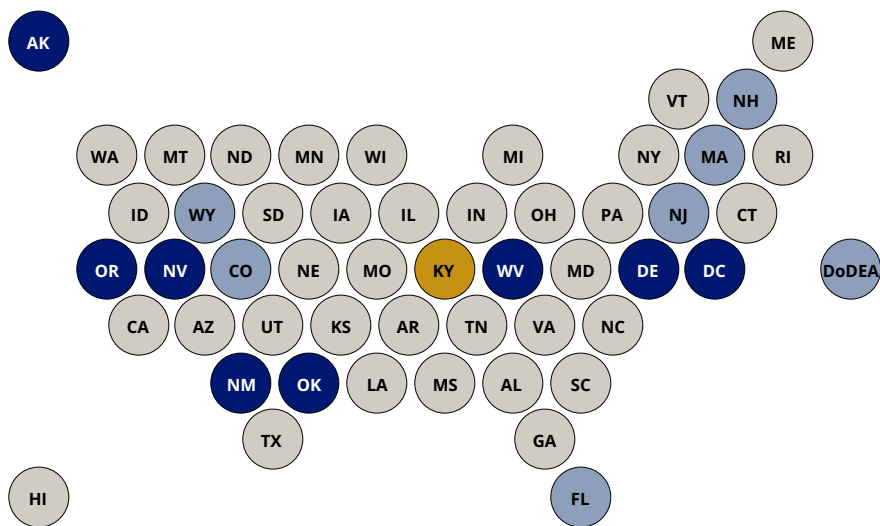 AK
ME
VT
NH
WA
MT
ND
MN
WI
MI
NY
MA
RI
ID
WY
SD
IA
IL
IN
OH
PA
NJ
CT
OR
NV
CO
NE
MO
KY
WV
MD
DE
DC
DoDEA
CA
AZ
UT
KS
AR
TN
VA
NC
NM
OK
LA
MS
AL
SC
TX
GA
HI
FL